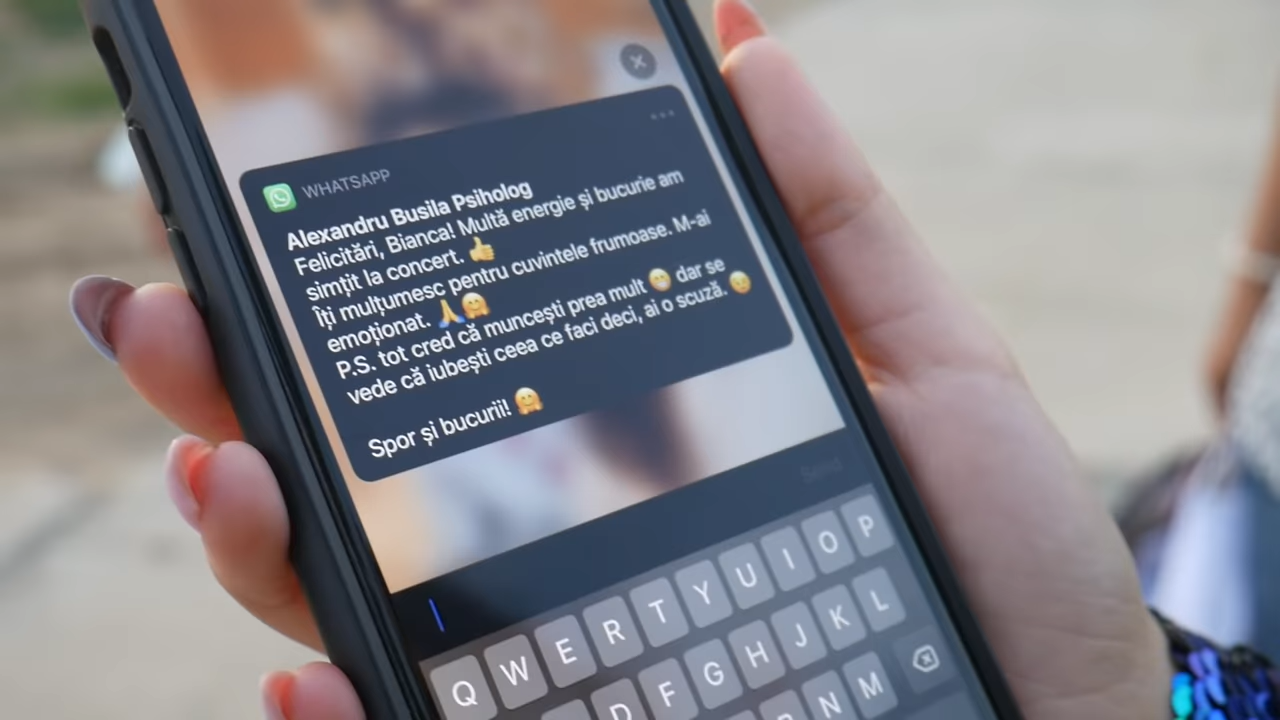 WHATSAPP
Alexandru Busila Psiholog
Felicitări, Bianca! Multă energie și bucurie am
simțit la concert. 👍
Îți mulțumesc pentru cuvintele frumoase. M-ai
emoționat. 🙏🤗
P.S. tot cred că muncești prea mult 😁 dar se
vede că iubești ceea ce faci deci, ai o scuză. 😉
Spor și bucurii! 🤗
Send
Q W E R T Y U I O P
D F G H J K L
N M